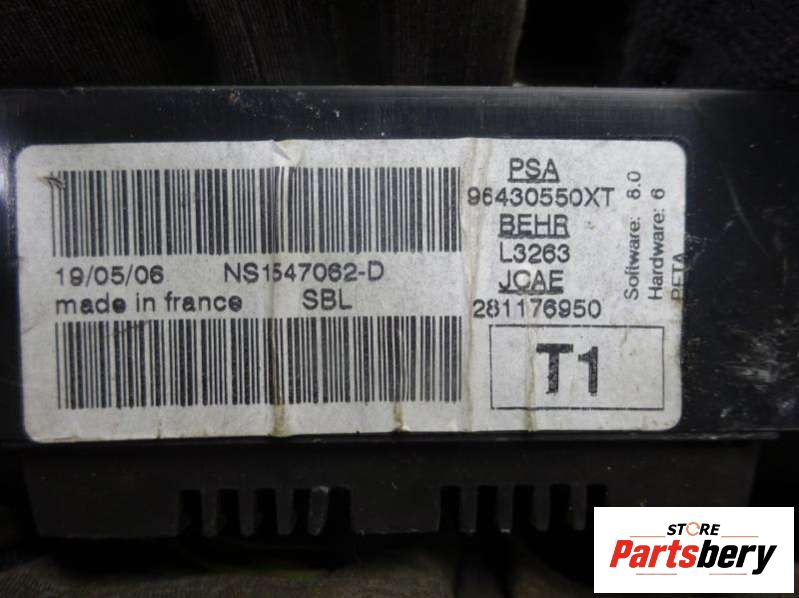 PSA
96430550XT
BEHR
L3263
JCAE
281176950
T1
19/05/06 NS1547062-D
made in france SBL
Software: 8.0
Hardware: 6
PETA
STORE
Partsbery